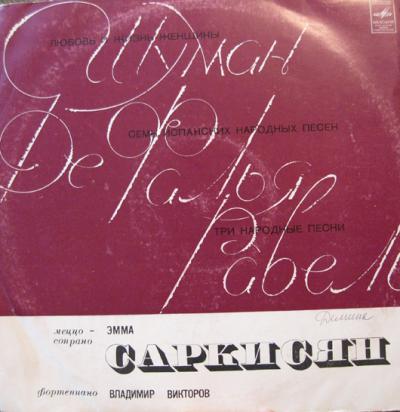 ЛЮБОВЬ И ЖИЗНЬ ЖЕНЩИНЫ
Шуман
СЕМЬ ИСПАНСКИХ НАРОДНЫХ ПЕСЕН
Де Фалья
ТРИ НАРОДНЫЕ ПЕСНИ
Равель
меццо - ЭММА
сопрано САРКИСЯН
фортепиано ВЛАДИМИР ВИКТОРОВ